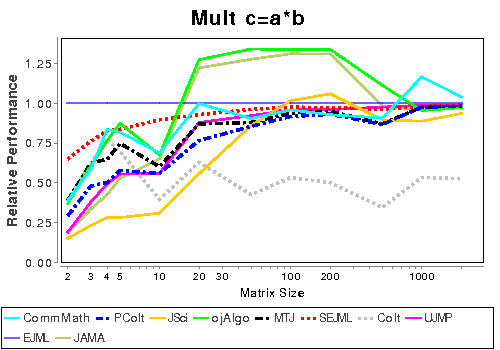 Mult c=a*b
Relative Performance
1.25
1.00
0.75
0.50
0.25
0.00
2 3 4 5 10 20 30 100 200 1000
Matrix Size
CommMath PColt JSci ojAlgo MTJ SEJML Colt UJMP
EJML JAMA